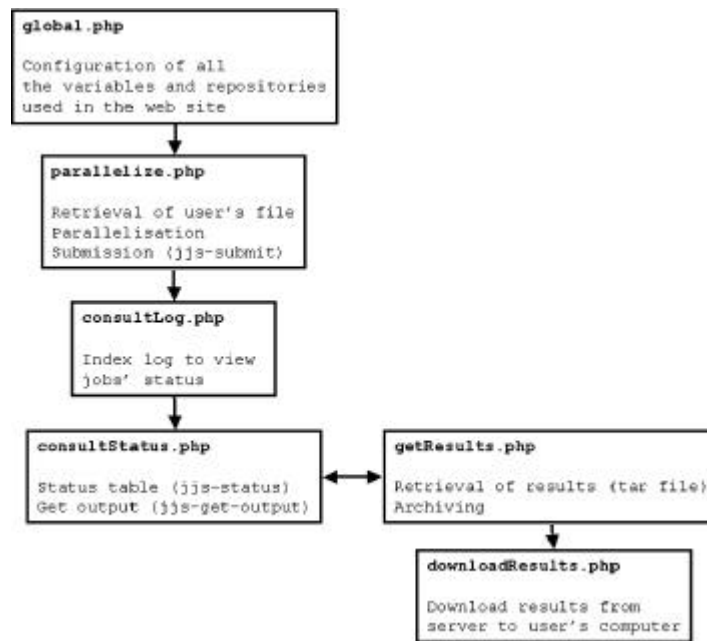 global.php
Configuration of all
the variables and repositories
used in the web site
parallelize.php
Retrieval of user's file
Parallelisation
Submission (jjs-submit)
consultLog.php
Index log to view
jobs' status
consultStatus.php
Status table (jjs-status)
Get output (jjs-get-output)
getResults.php
Retrieval of results (tar file)
Archiving
downloadResults.php
Download results from
server to user's computer